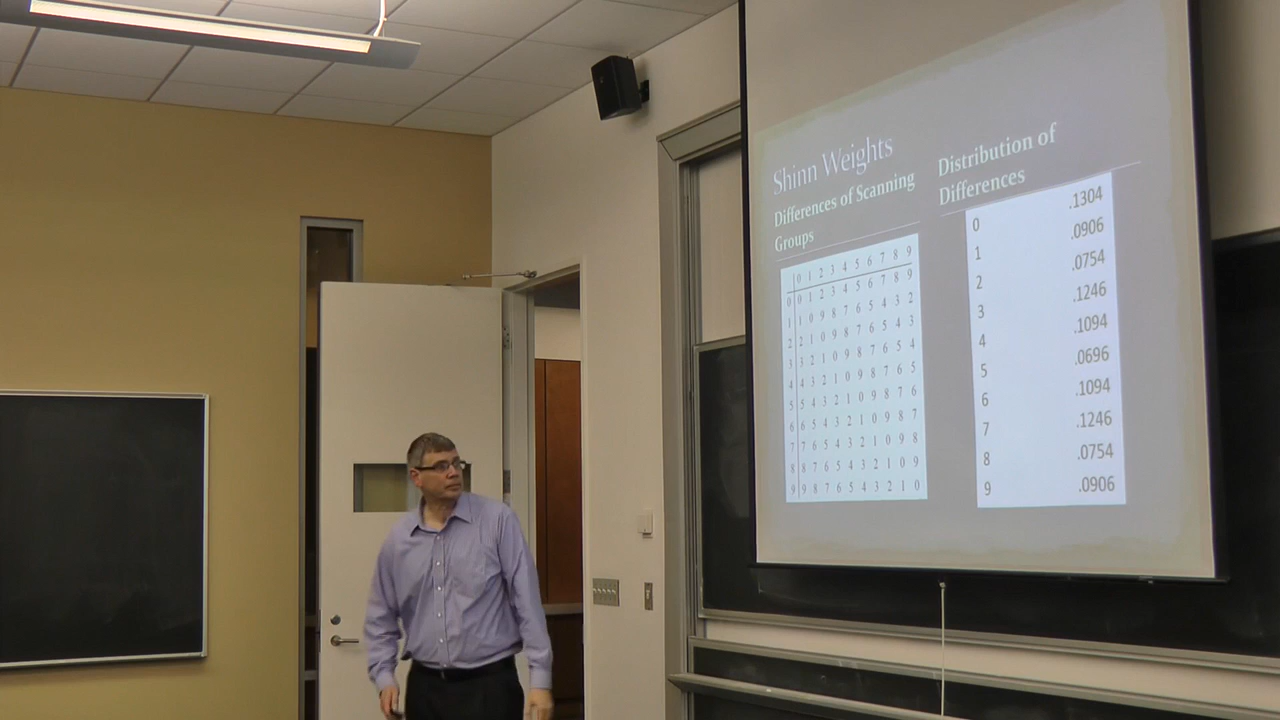 Shinn Weights
Differences of Scanning
Groups
0 1 2 3 4 5 6 7 8 9
0 0 1 2 3 4 5 6 7 8 9
1 1 0 9 8 7 6 5 4 3 2
2 2 1 0 9 8 7 6 5 4 3
3 3 2 1 0 9 8 7 6 5 4
4 4 3 2 1 0 9 8 7 6 5
5 5 4 3 2 1 0 9 8 7 6
6 6 5 4 3 2 1 0 9 8 7
7 7 6 5 4 3 2 1 0 9 8
8 8 7 6 5 4 3 2 1 0 9
9 9 8 7 6 5 4 3 2 1 0
Distribution of
Differences
0 .1304
1 .0906
2 .0754
3 .1246
4 .1094
5 .0696
6 .1094
7 .1246
8 .0754
9 .0906